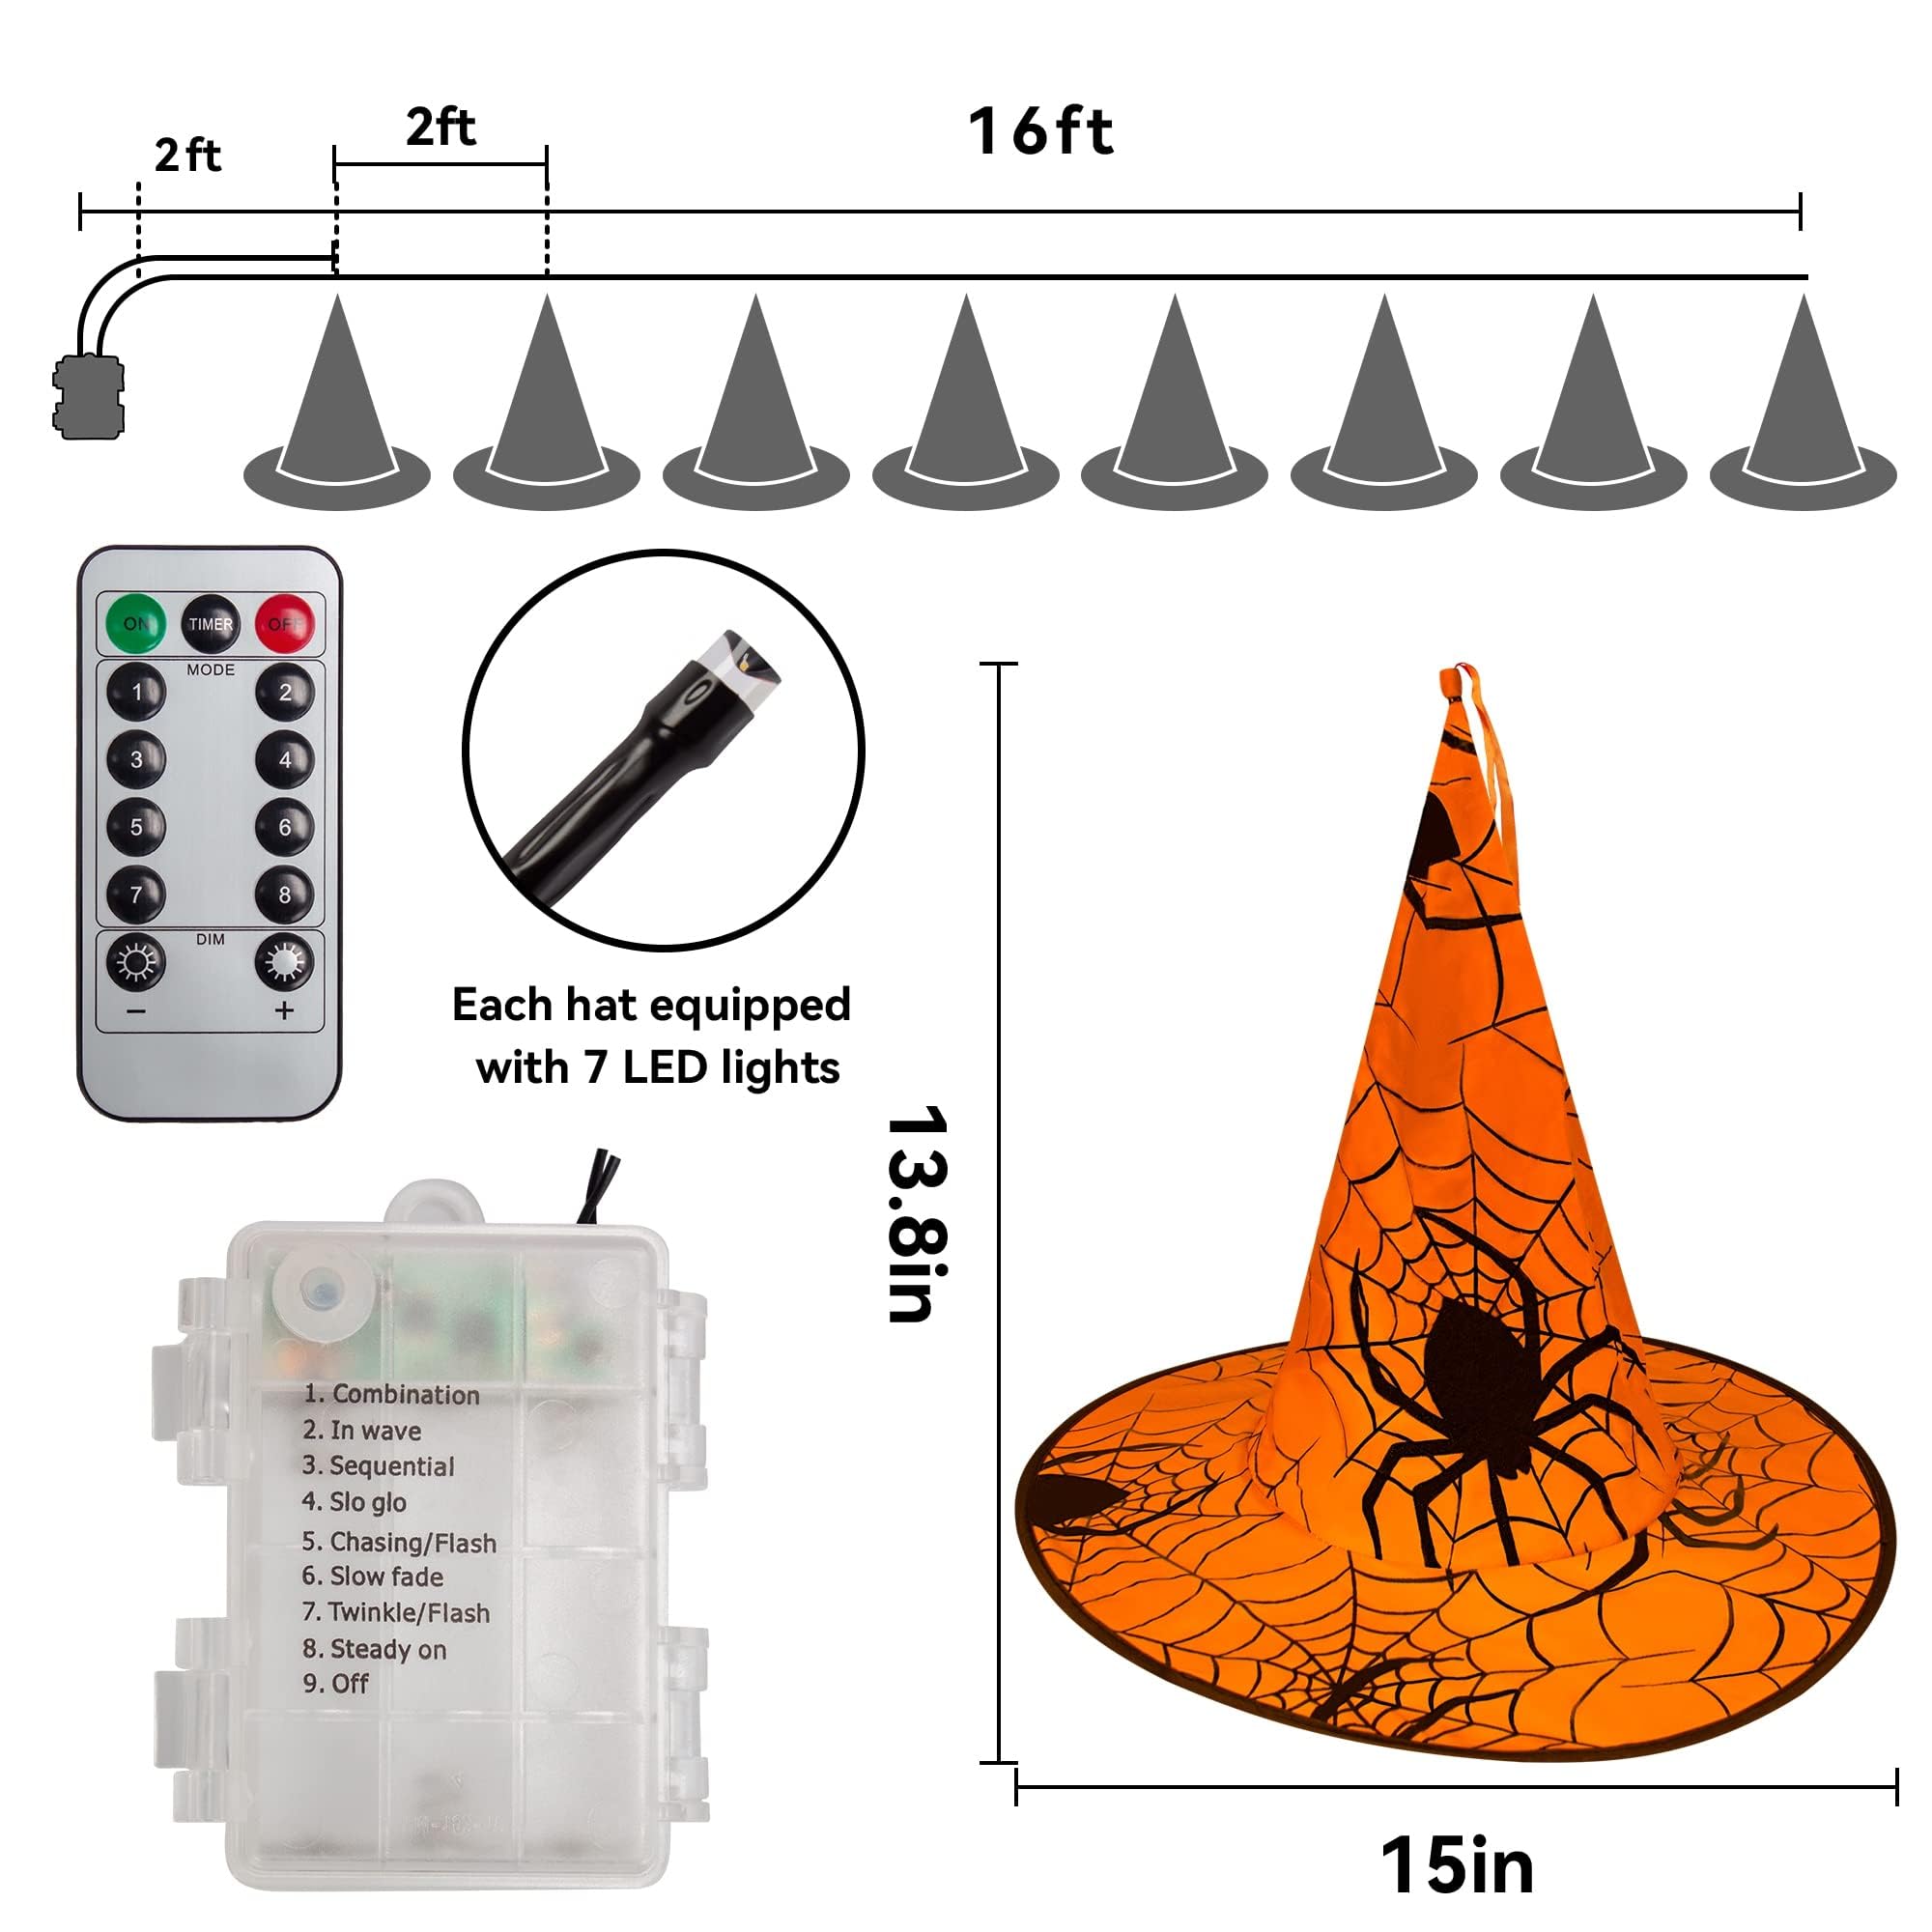 2ft
2ft
16ft
ON TIMER OFF
MODE
1 2
3 4
5 6
7 8
DIM
− +
Each hat equipped
with 7 LED lights
13.8in
1. Combination
2. In wave
3. Sequential
4. Slo glo
5. Chasing/Flash
6. Slow fade
7. Twinkle/Flash
8. Steady on
9. Off
15in